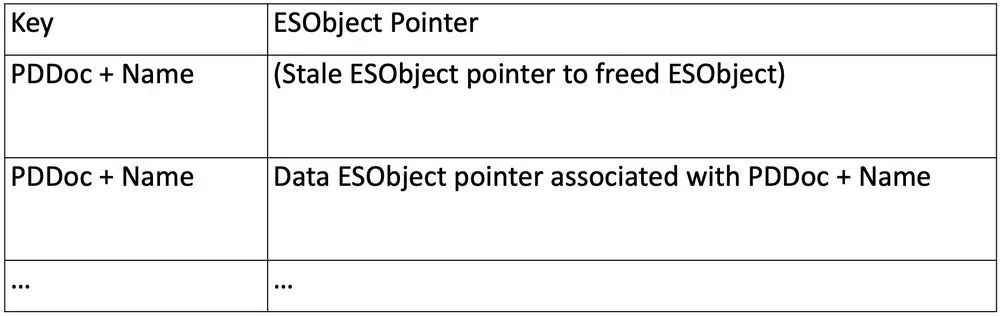 Key
ESObject Pointer
PDDoc + Name
(Stale ESObject pointer to freed ESObject)
PDDoc + Name
Data ESObject pointer associated with PDDoc + Name
...
...